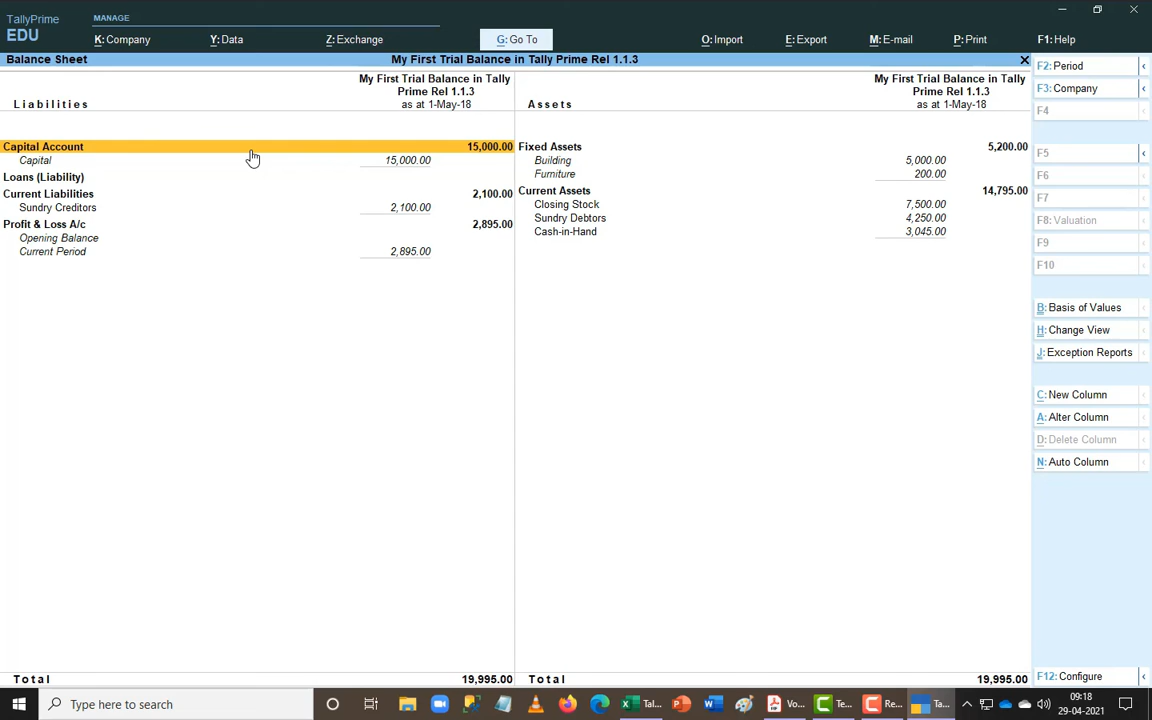 TallyPrime
EDU
MANAGE
K: Company
Y: Data
Z: Exchange
G: Go To
O: Import
E: Export
M: E-mail
P: Print
F1: Help
Balance Sheet
My First Trial Balance in Tally Prime Rel 1.1.3
Liabilities
My First Trial Balance in Tally
Prime Rel 1.1.3
as at 1-May-18
Assets
My First Trial Balance in Tally
Prime Rel 1.1.3
as at 1-May-18
Capital Account 15,000.00
Capital 15,000.00
Loans (Liability)
Current Liabilities 2,100.00
Sundry Creditors 2,100.00
Profit & Loss A/c 2,895.00
Opening Balance
Current Period 2,895.00
Fixed Assets 5,200.00
Building 5,000.00
Furniture 200.00
Current Assets 14,795.00
Closing Stock 7,500.00
Sundry Debtors 4,250.00
Cash-in-Hand 3,045.00
Total 19,995.00
Total 19,995.00
F2: Period
F3: Company
F4
F5
F6
F7
F8: Valuation
F9
F10
B: Basis of Values
H: Change View
J: Exception Reports
C: New Column
A: Alter Column
D: Delete Column
N: Auto Column
F12: Configure
Type here to search
Tal...
Vo...
Te...
Re...
Ta...
09:18
29-04-2021